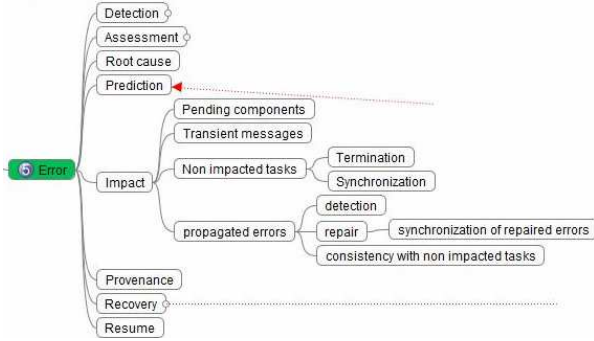 Detection
Assessment
Root cause
Prediction
Pending components
Transient messages
Termination
Non impacted tasks
Synchronization
5 Error
Impact
detection
propagated errors
repair
synchronization of repaired errors
consistency with non impacted tasks
Provenance
Recovery
Resume